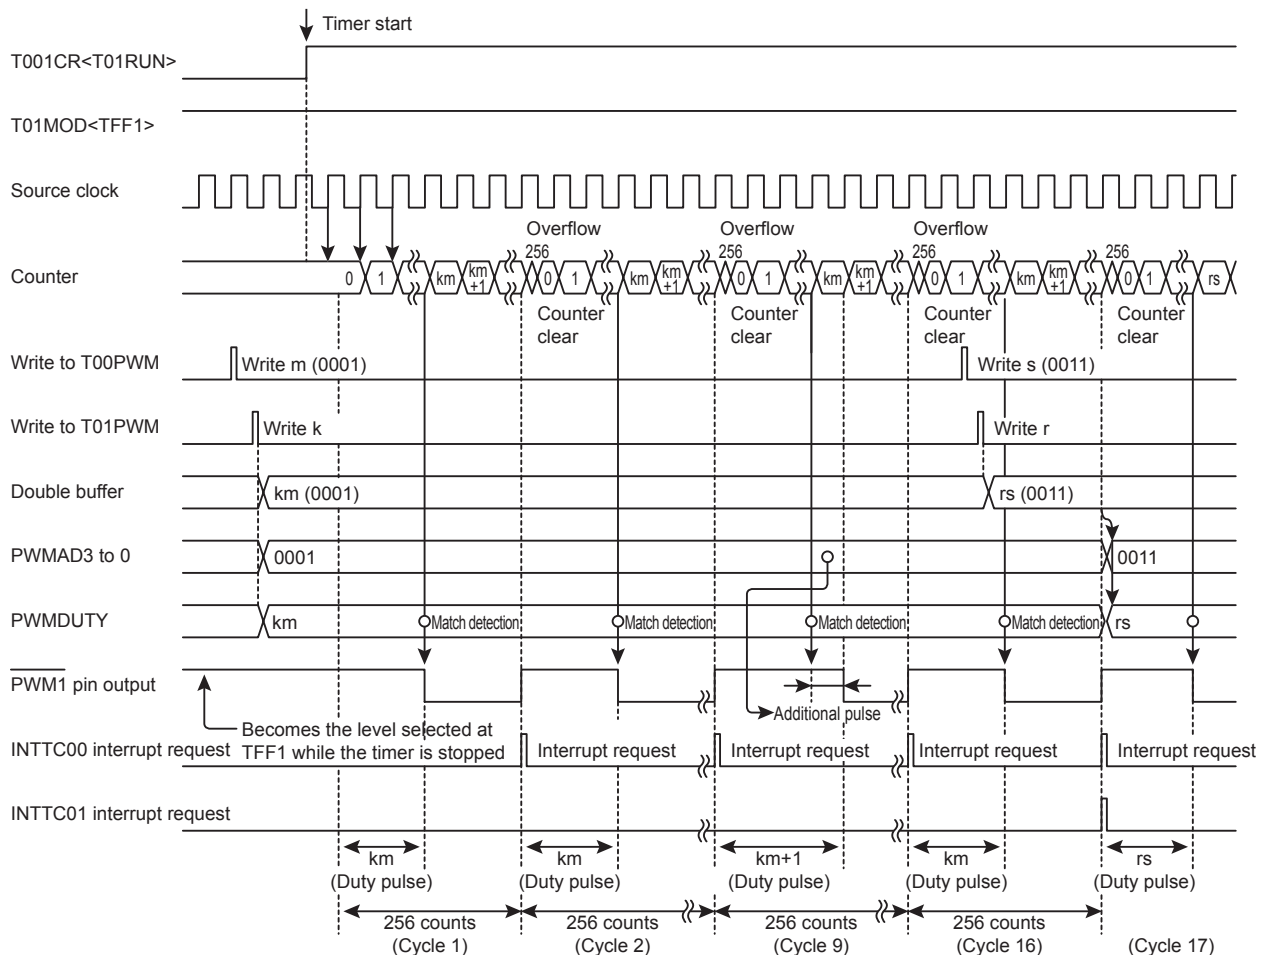 Timer start
T001CR<T01RUN>
T01MOD<TFF1>
Source clock
Overflow Overflow Overflow
256 256 256 256
Counter 0 1 km km +1 0 1 km km +1 0 1 km km +1 0 1 km km +1 0 1 rs
Counter clear Counter clear Counter clear Counter clear
Write to T00PWM Write m (0001) Write s (0011)
Write to T01PWM Write k Write r
Double buffer km (0001) rs (0011)
PWMAD3 to 0 0001 0011
PWMDUTY km Match detection Match detection Match detection Match detection rs
PWM1 pin output
Additional pulse
Becomes the level selected at
TFF1 while the timer is stopped
INTTC00 interrupt request Interrupt request Interrupt request Interrupt request Interrupt request
INTTC01 interrupt request
km km km+1 km rs
(Duty pulse) (Duty pulse) (Duty pulse) (Duty pulse) (Duty pulse)
256 counts 256 counts 256 counts 256 counts
(Cycle 1) (Cycle 2) (Cycle 9) (Cycle 16) (Cycle 17)